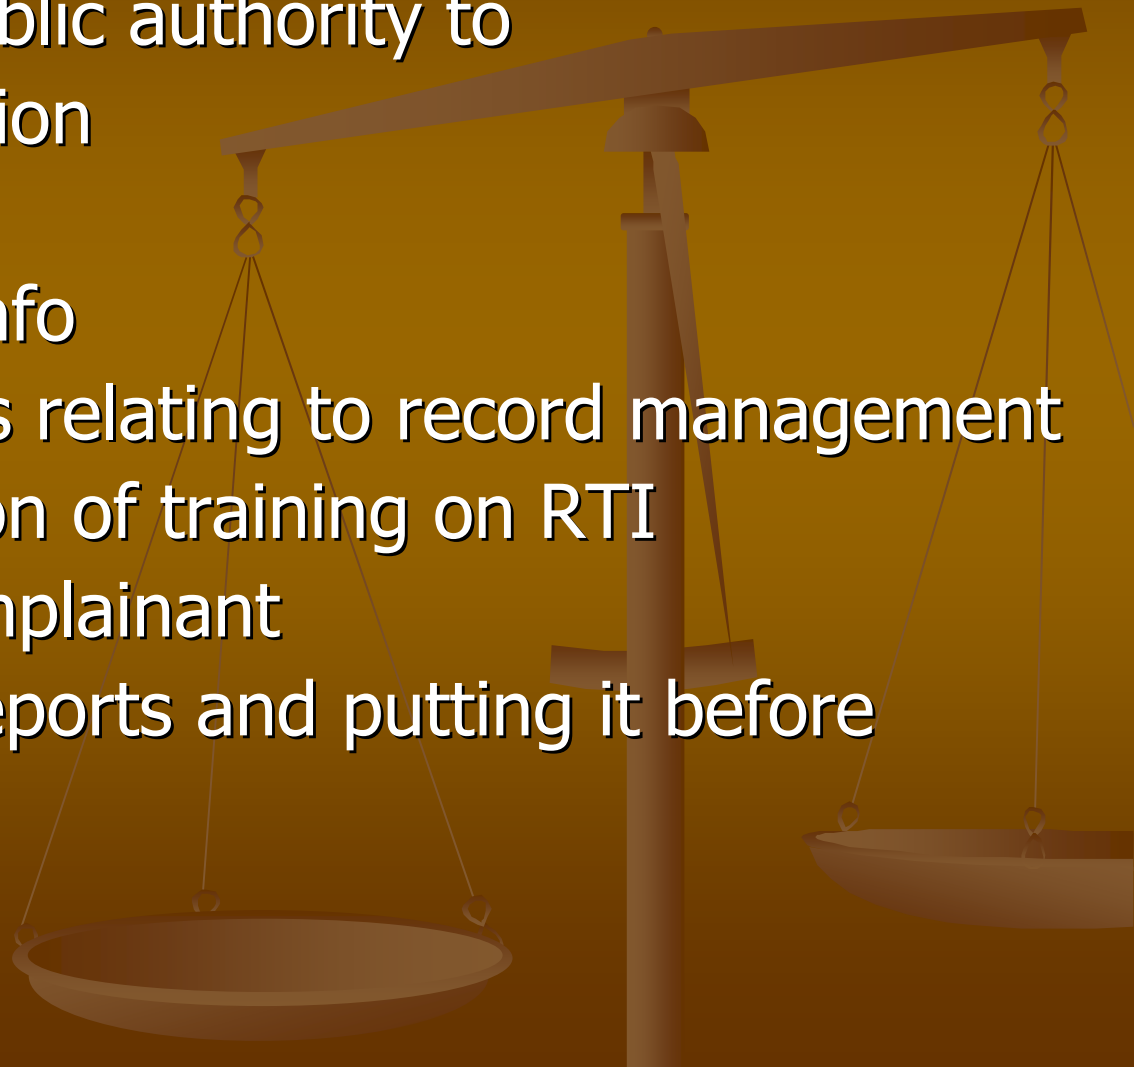 blic authority to
ion
nfo
s relating to record management
on of training on RTI
mplainant
eports and putting it before